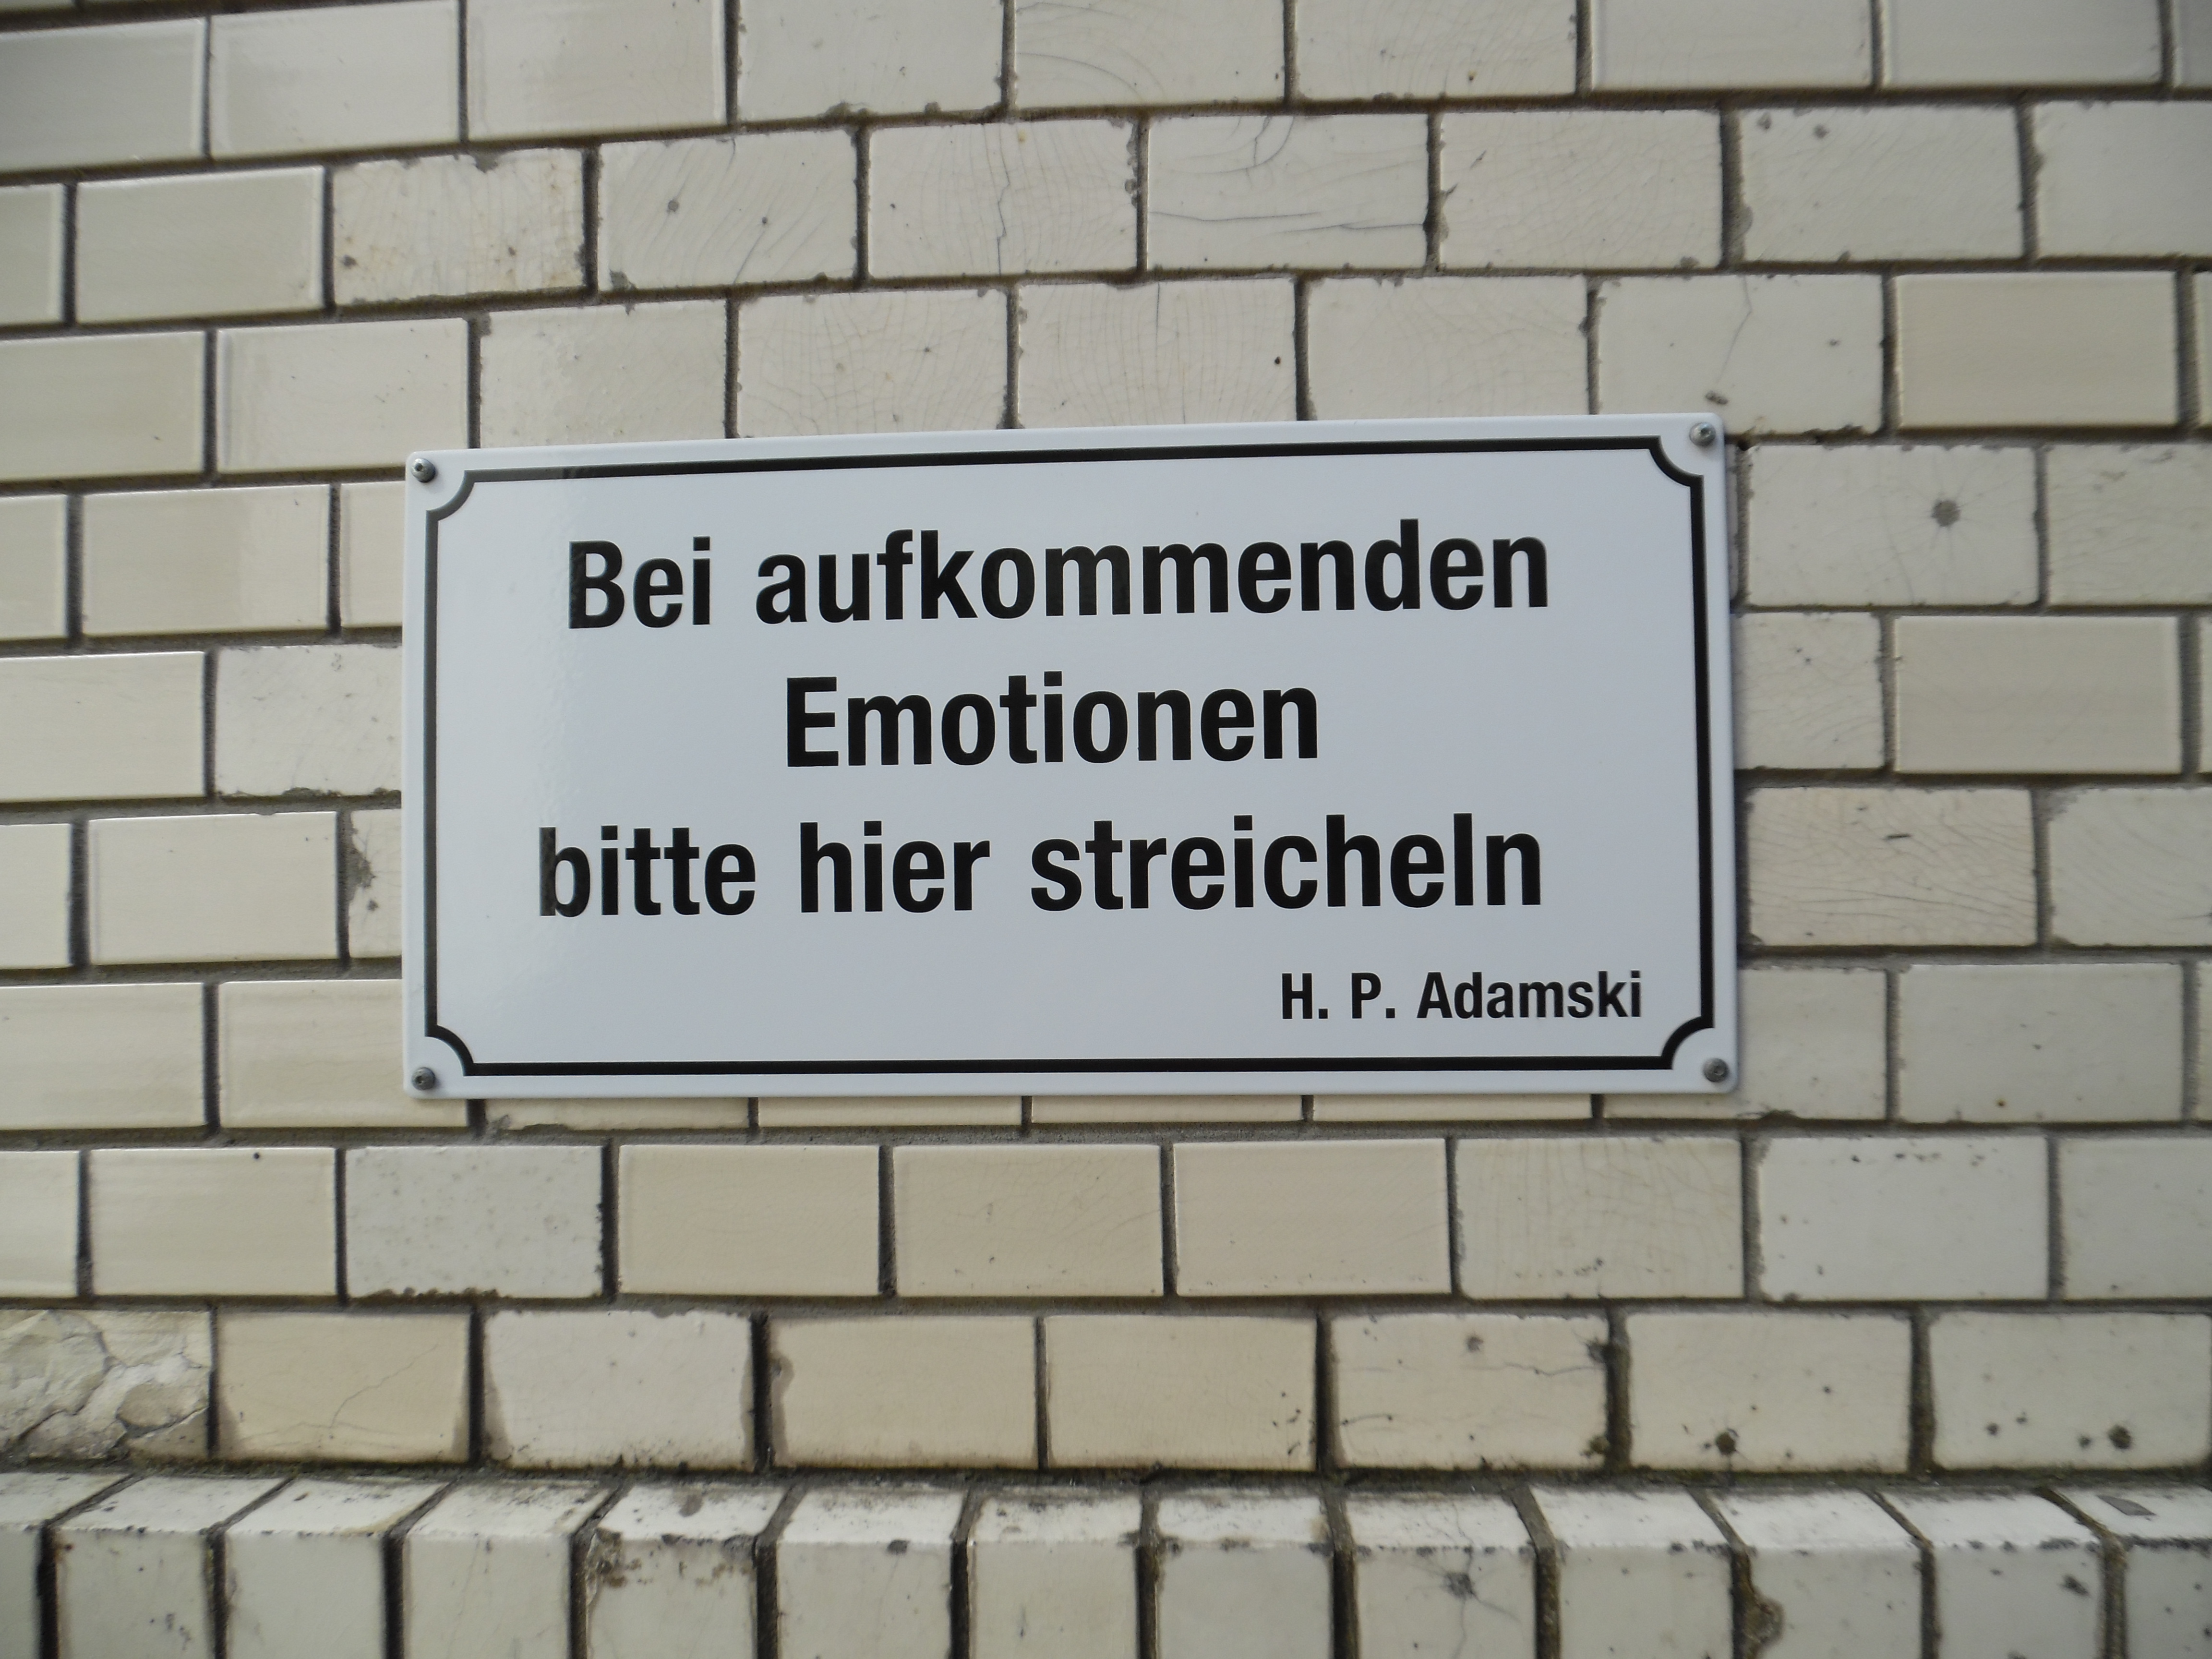 Bei aufkommenden
Emotionen
bitte hier streicheln
H. P. Adamski